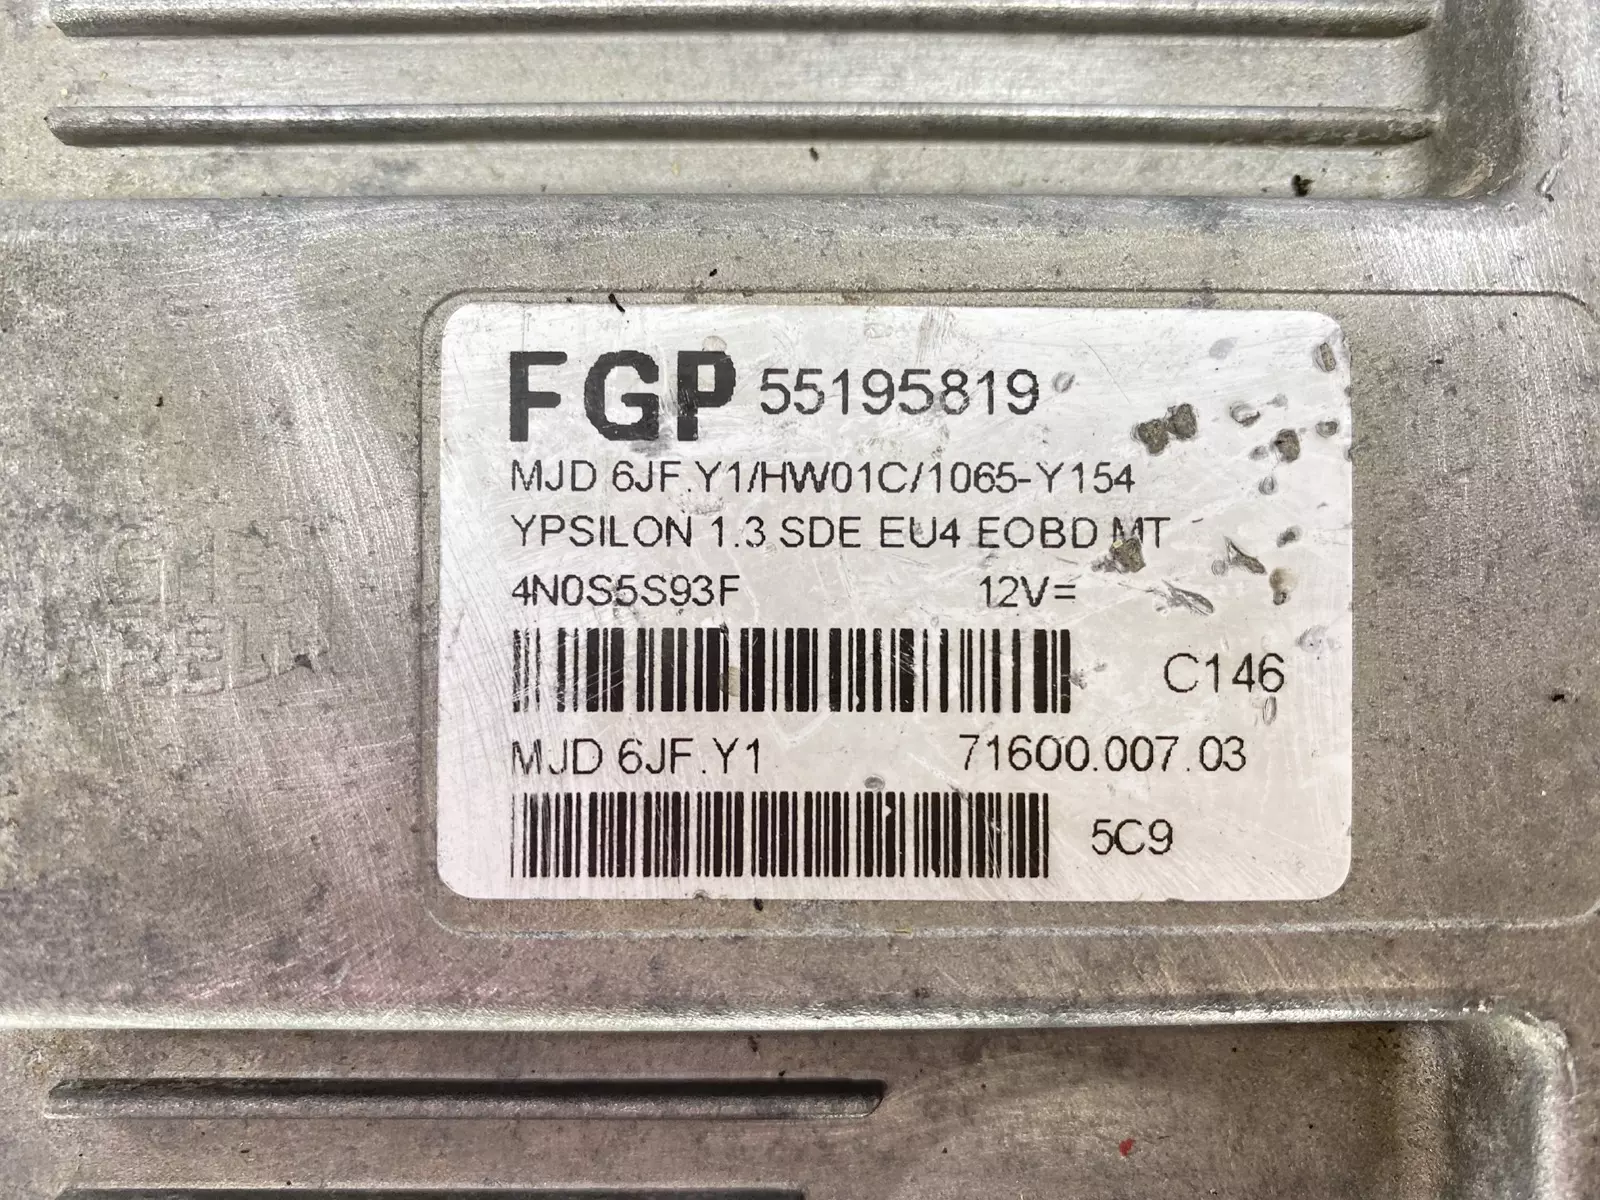 FGP 55195819
MJD 6JF.Y1/HW01C/1065-Y154
YPSILON 1.3 SDE EU4 EOBD MT
4N0S5S93F 12V=
C146
MJD 6JF.Y1 71600.007.03
5C9